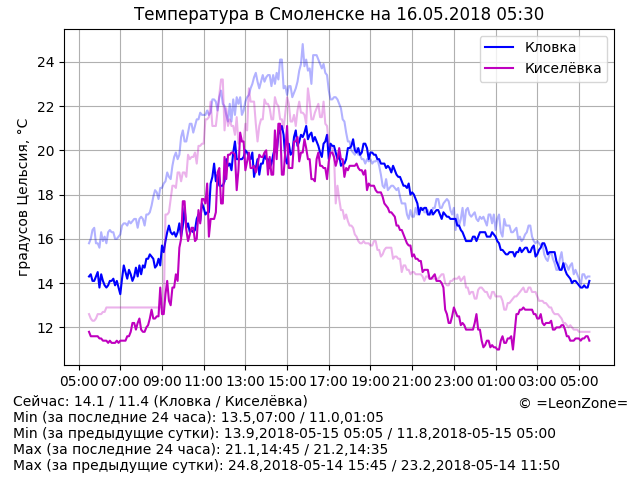 Температура в Смоленске на 16.05.2018 05:30
Кловка
Киселёвка
градусов Цельсия, °C
24
22
20
18
16
14
12
05:00 07:00 09:00 11:00 13:00 15:00 17:00 19:00 21:00 23:00 01:00 03:00 05:00
Сейчас: 14.1 / 11.4 (Кловка / Киселёвка)
© =LeonZone=
Min (за последние 24 часа): 13.5,07:00 / 11.0,01:05
Min (за предыдущие сутки): 13.9,2018-05-15 05:05 / 11.8,2018-05-15 05:00
Max (за последние 24 часа): 21.1,14:45 / 21.2,14:35
Max (за предыдущие сутки): 24.8,2018-05-14 15:45 / 23.2,2018-05-14 11:50